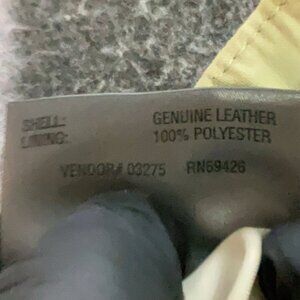 SHELL: GENUINE LEATHER
LINING: 100% POLYESTER
VENDOR# 03275 RN59426